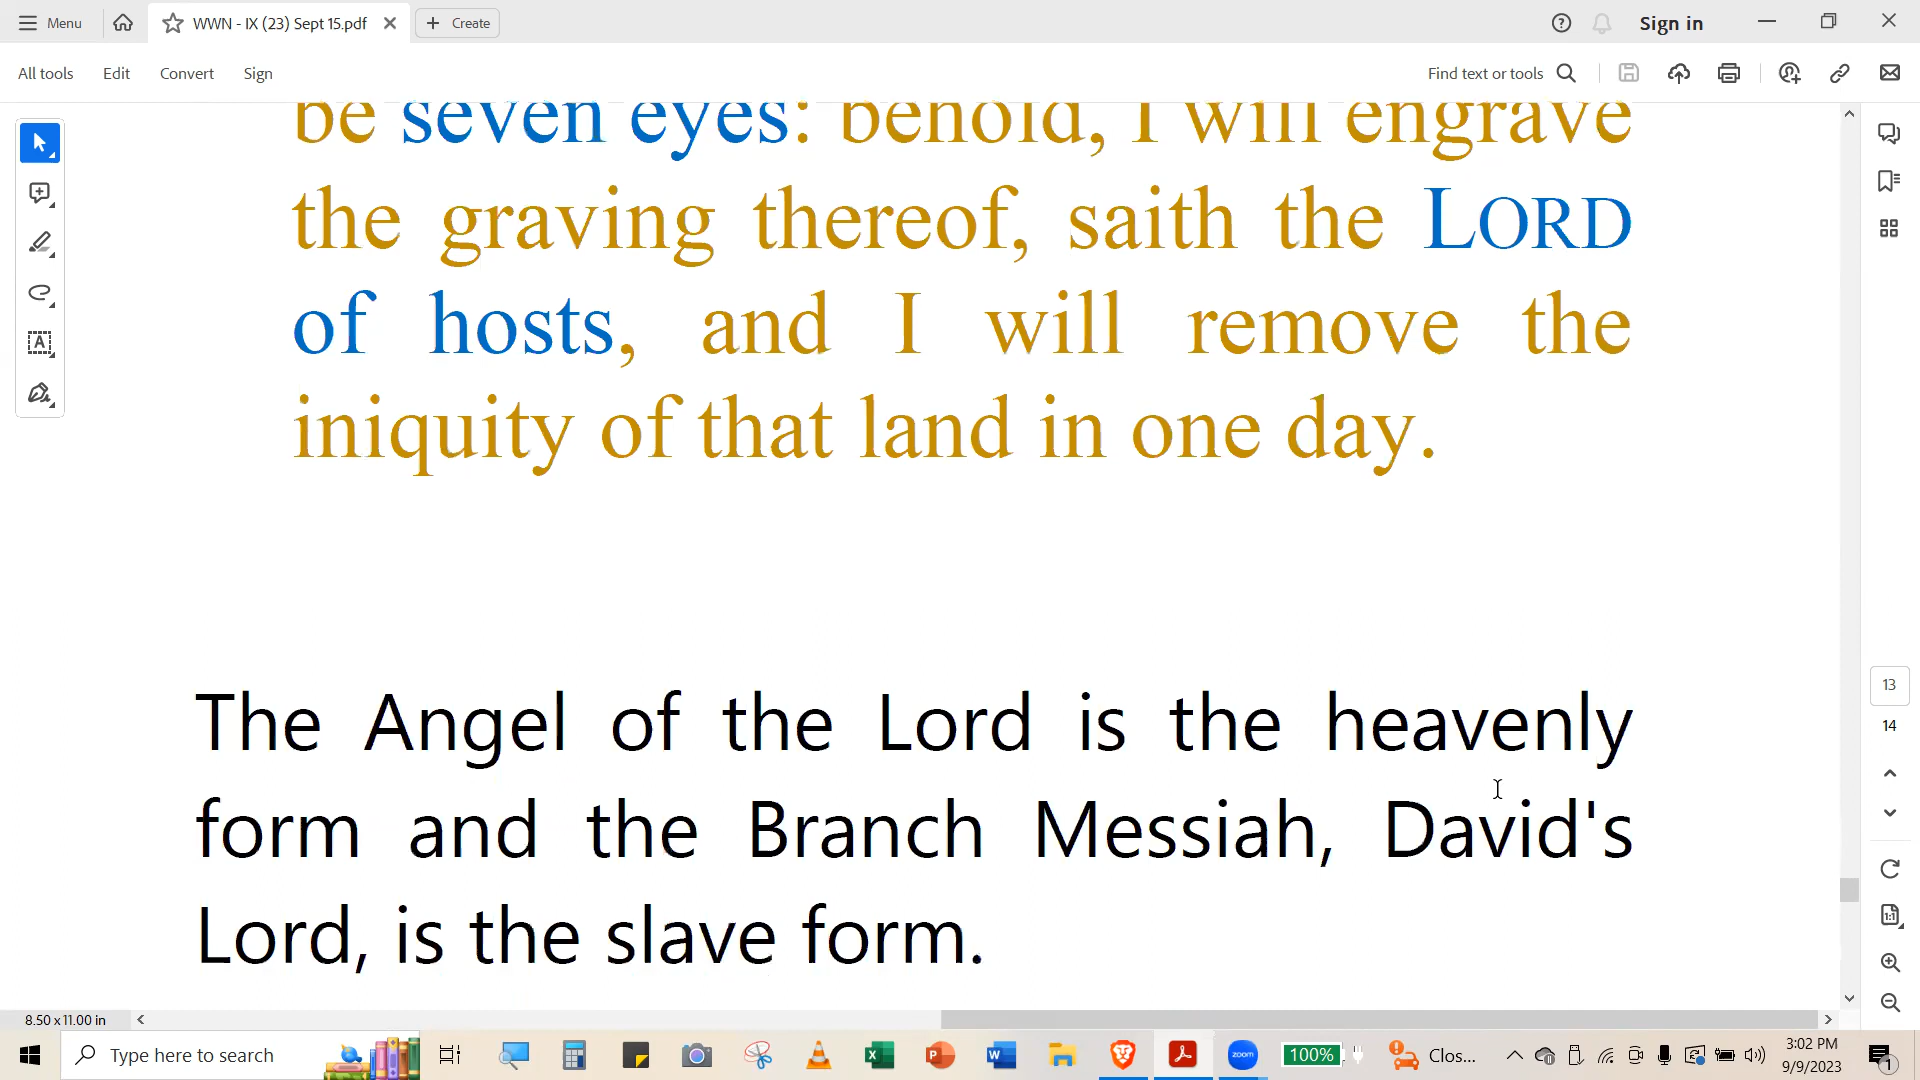 Menu
WWN - IX (23) Sept 15.pdf
Create
Sign in
All tools
Edit
Convert
Sign
Find text or tools
be seven eyes: behold, I will engrave
the graving thereof, saith the LORD
of hosts, and I will remove the
iniquity of that land in one day.
The Angel of the Lord is the heavenly
form and the Branch Messiah, David's
Lord, is the slave form.
13
14
8.50 x 11.00 in
Type here to search
zoom
100%
Clos...
3:02 PM
9/9/2023
1